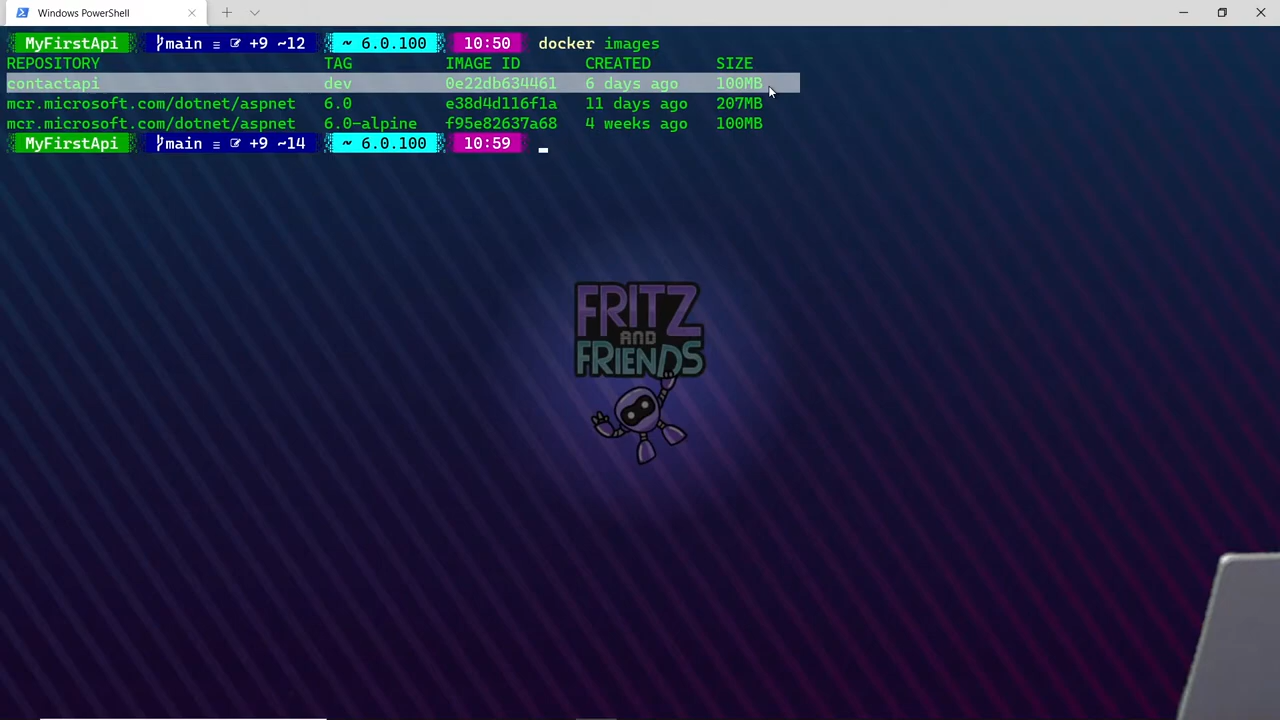 Windows PowerShell
MyFirstApi main ≡ +9 ~12 ~ 6.0.100 10:50 docker images
REPOSITORY TAG IMAGE ID CREATED SIZE
contactapi dev 0e22db634461 6 days ago 100MB
mcr.microsoft.com/dotnet/aspnet 6.0 e38d4d116f1a 11 days ago 207MB
mcr.microsoft.com/dotnet/aspnet 6.0-alpine f95e82637a68 4 weeks ago 100MB
MyFirstApi main ≡ +9 ~14 ~ 6.0.100 10:59
FRITZ
AND
FRIENDS